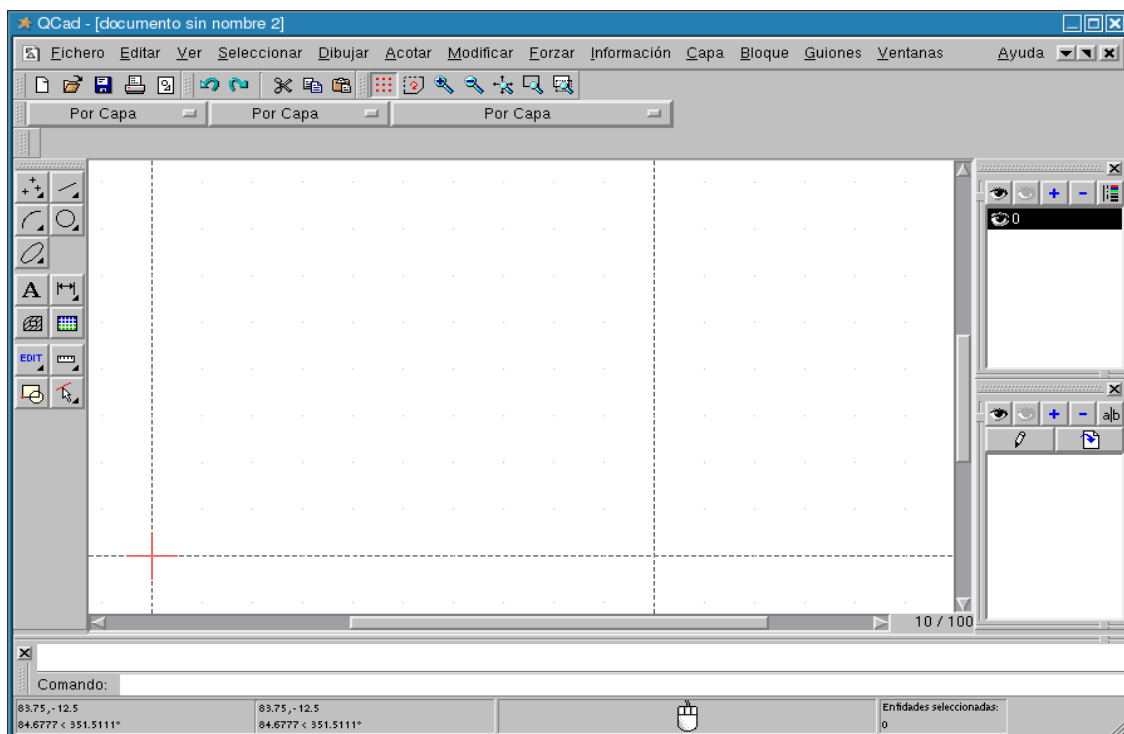 QCad - [documento sin nombre 2]
Fichero Editar Ver Seleccionar Dibujar Acotar Modificar Forzar Información Capa Bloque Guiones Ventanas Ayuda
Por Capa Por Capa Por Capa
0
A
EDIT
a|b
10 / 100
Comando:
83.75,-12.5 83.75,-12.5 Entidades seleccionadas:
84.6777 < 351.5111° 84.6777 < 351.5111° 0